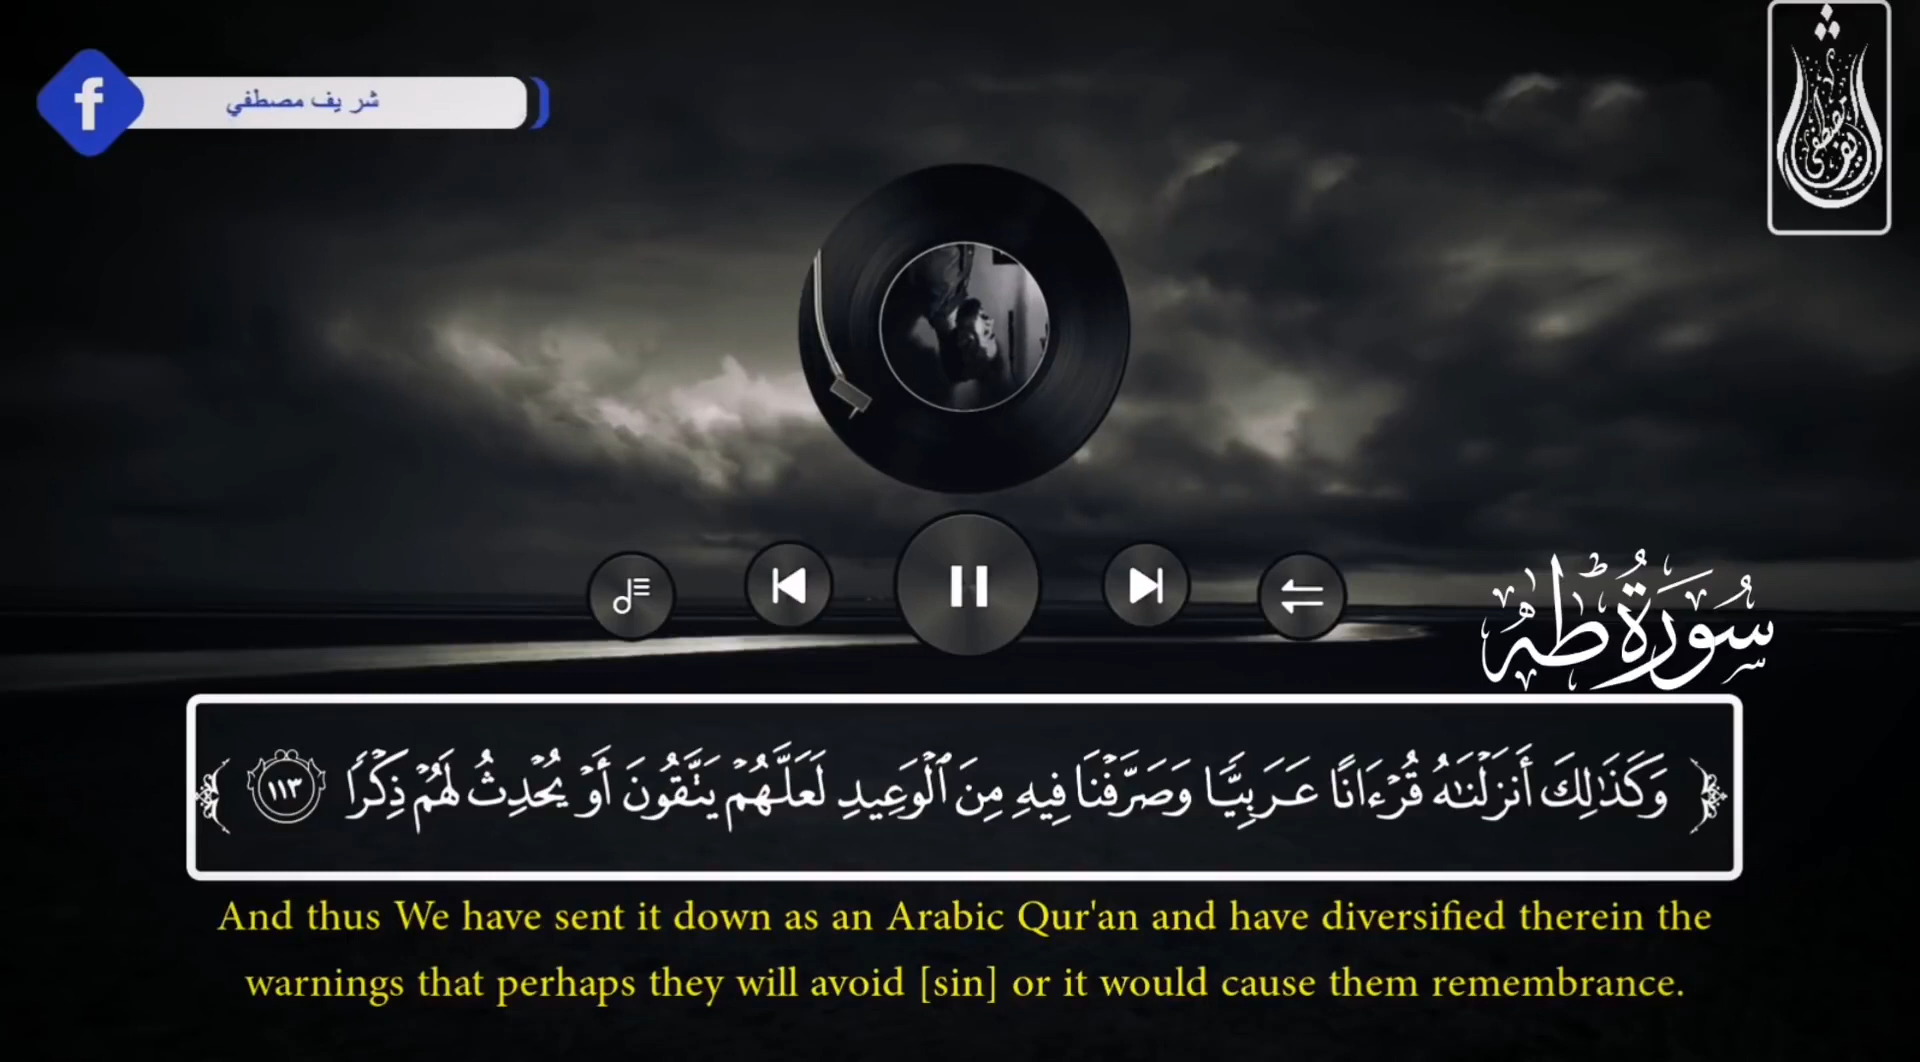 f
شريف مصطفي
سُورَةُ طه
وَكَذَٰلِكَ أَنزَلْنَٰهُ قُرْءَانًا عَرَبِيًّا وَصَرَّفْنَا فِيهِ مِنَ ٱلْوَعِيدِ لَعَلَّهُمْ يَتَّقُونَ أَوْ يُحْدِثُ لَهُمْ ذِكْرًا ١١٣
And thus We have sent it down as an Arabic Qur'an and have diversified therein the
warnings that perhaps they will avoid [sin] or it would cause them remembrance.